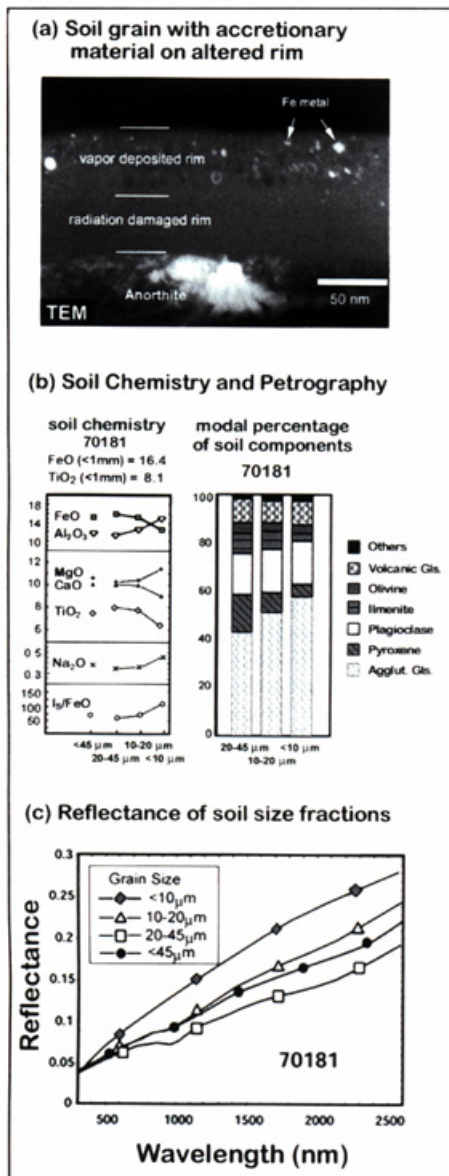 (a) Soil grain with accretionary
material on altered rim
Fe metal
vapor deposited rim
radiation damaged rim
Anorthite
50 nm
TEM
(b) Soil Chemistry and Petrography
soil chemistry
70181
FeO (<1mm) = 16.4
TiO₂ (<1mm) = 8.1
modal percentage
of soil components
70181
18
14
10
FeO
Al₂O₃
12
10
8
6
MgO
CaO
TiO₂
0.5
0.3
Na₂O
150
100
50
Iₛ/FeO
<45 µm
10-20 µm
20-45 µm
<10 µm
100
80
60
40
20
0
20-45 µm
<10 µm
10-20 µm
Others
Volcanic Gls.
Olivine
Ilmenite
Plagioclase
Pyroxene
Agglut. Gls.
(c) Reflectance of soil size fractions
0.3
0.25
0.2
0.15
0.1
0.05
0
Reflectance
Grain Size
<10µm
10-20µm
20-45µm
<45µm
70181
500
1000
1500
2000
2500
Wavelength (nm)